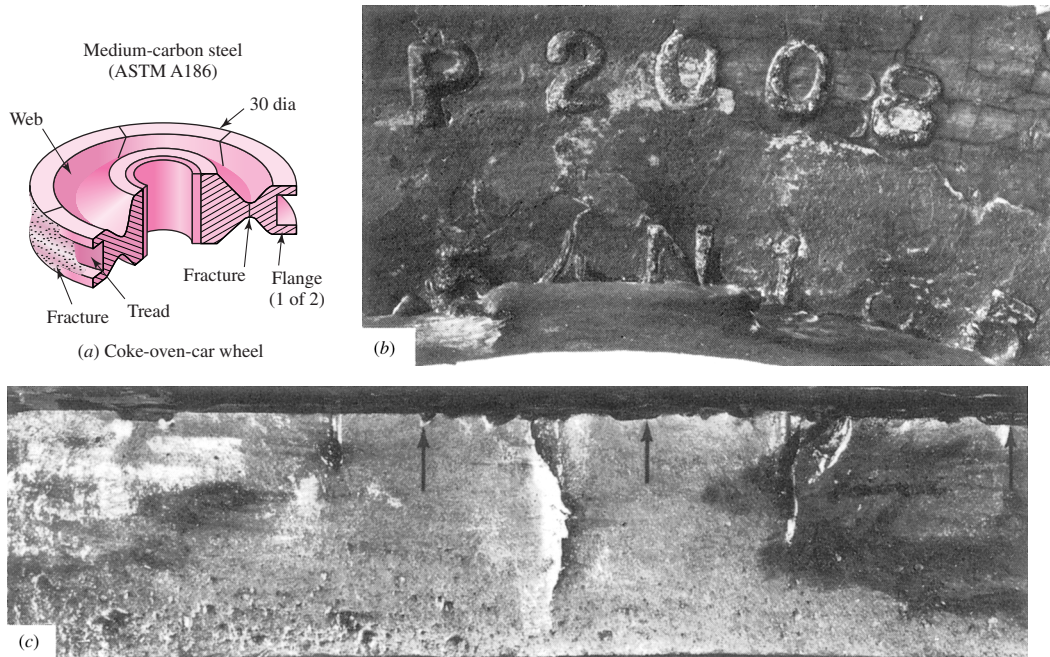 Medium-carbon steel
(ASTM A186)
30 dia
Web
Fracture
Flange
(1 of 2)
Fracture
Tread
(a) Coke-oven-car wheel
P2008
(b)
(c)